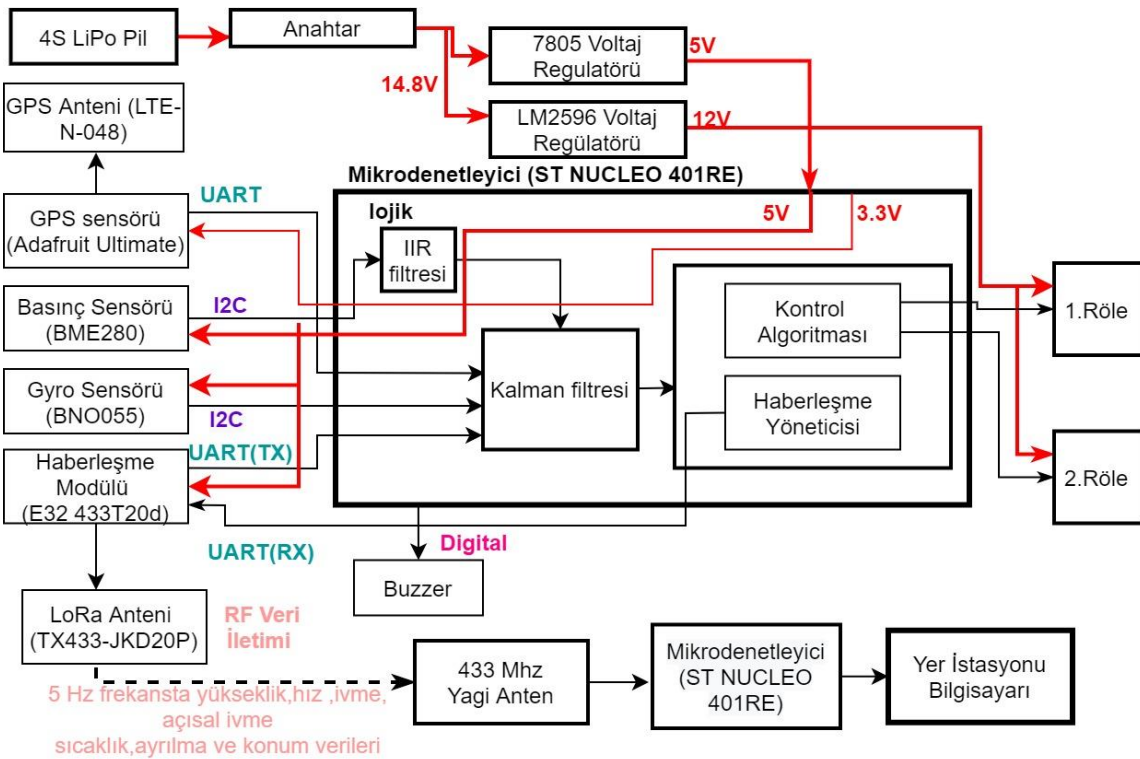 4S LiPo Pil
Anahtar
7805 Voltaj
Regulatörü
5V
14.8V
LM2596 Voltaj
Regülatörü
12V
GPS Anteni (LTE-
N-048)
Mikrodenetleyici (ST NUCLEO 401RE)
UART
lojik
5V
3.3V
GPS sensörü
(Adafruit Ultimate)
IIR
filtresi
I2C
Basınç Sensörü
(BME280)
Kontrol
Algoritması
1.Röle
Kalman filtresi
Gyro Sensörü
(BNO055)
I2C
Haberleşme
Yöneticisi
UART(TX)
Haberleşme
Modülü
(E32 433T20d)
2.Röle
UART(RX)
Digital
Buzzer
LoRa Anteni
(TX433-JKD20P)
RF Veri
İletimi
433 Mhz
Yagi Anten
Mikrodenetleyici
(ST NUCLEO
401RE)
Yer İstasyonu
Bilgisayarı
5 Hz frekansta yükseklik,hız ,ivme,
açısal ivme
sıcaklık,ayrılma ve konum verileri